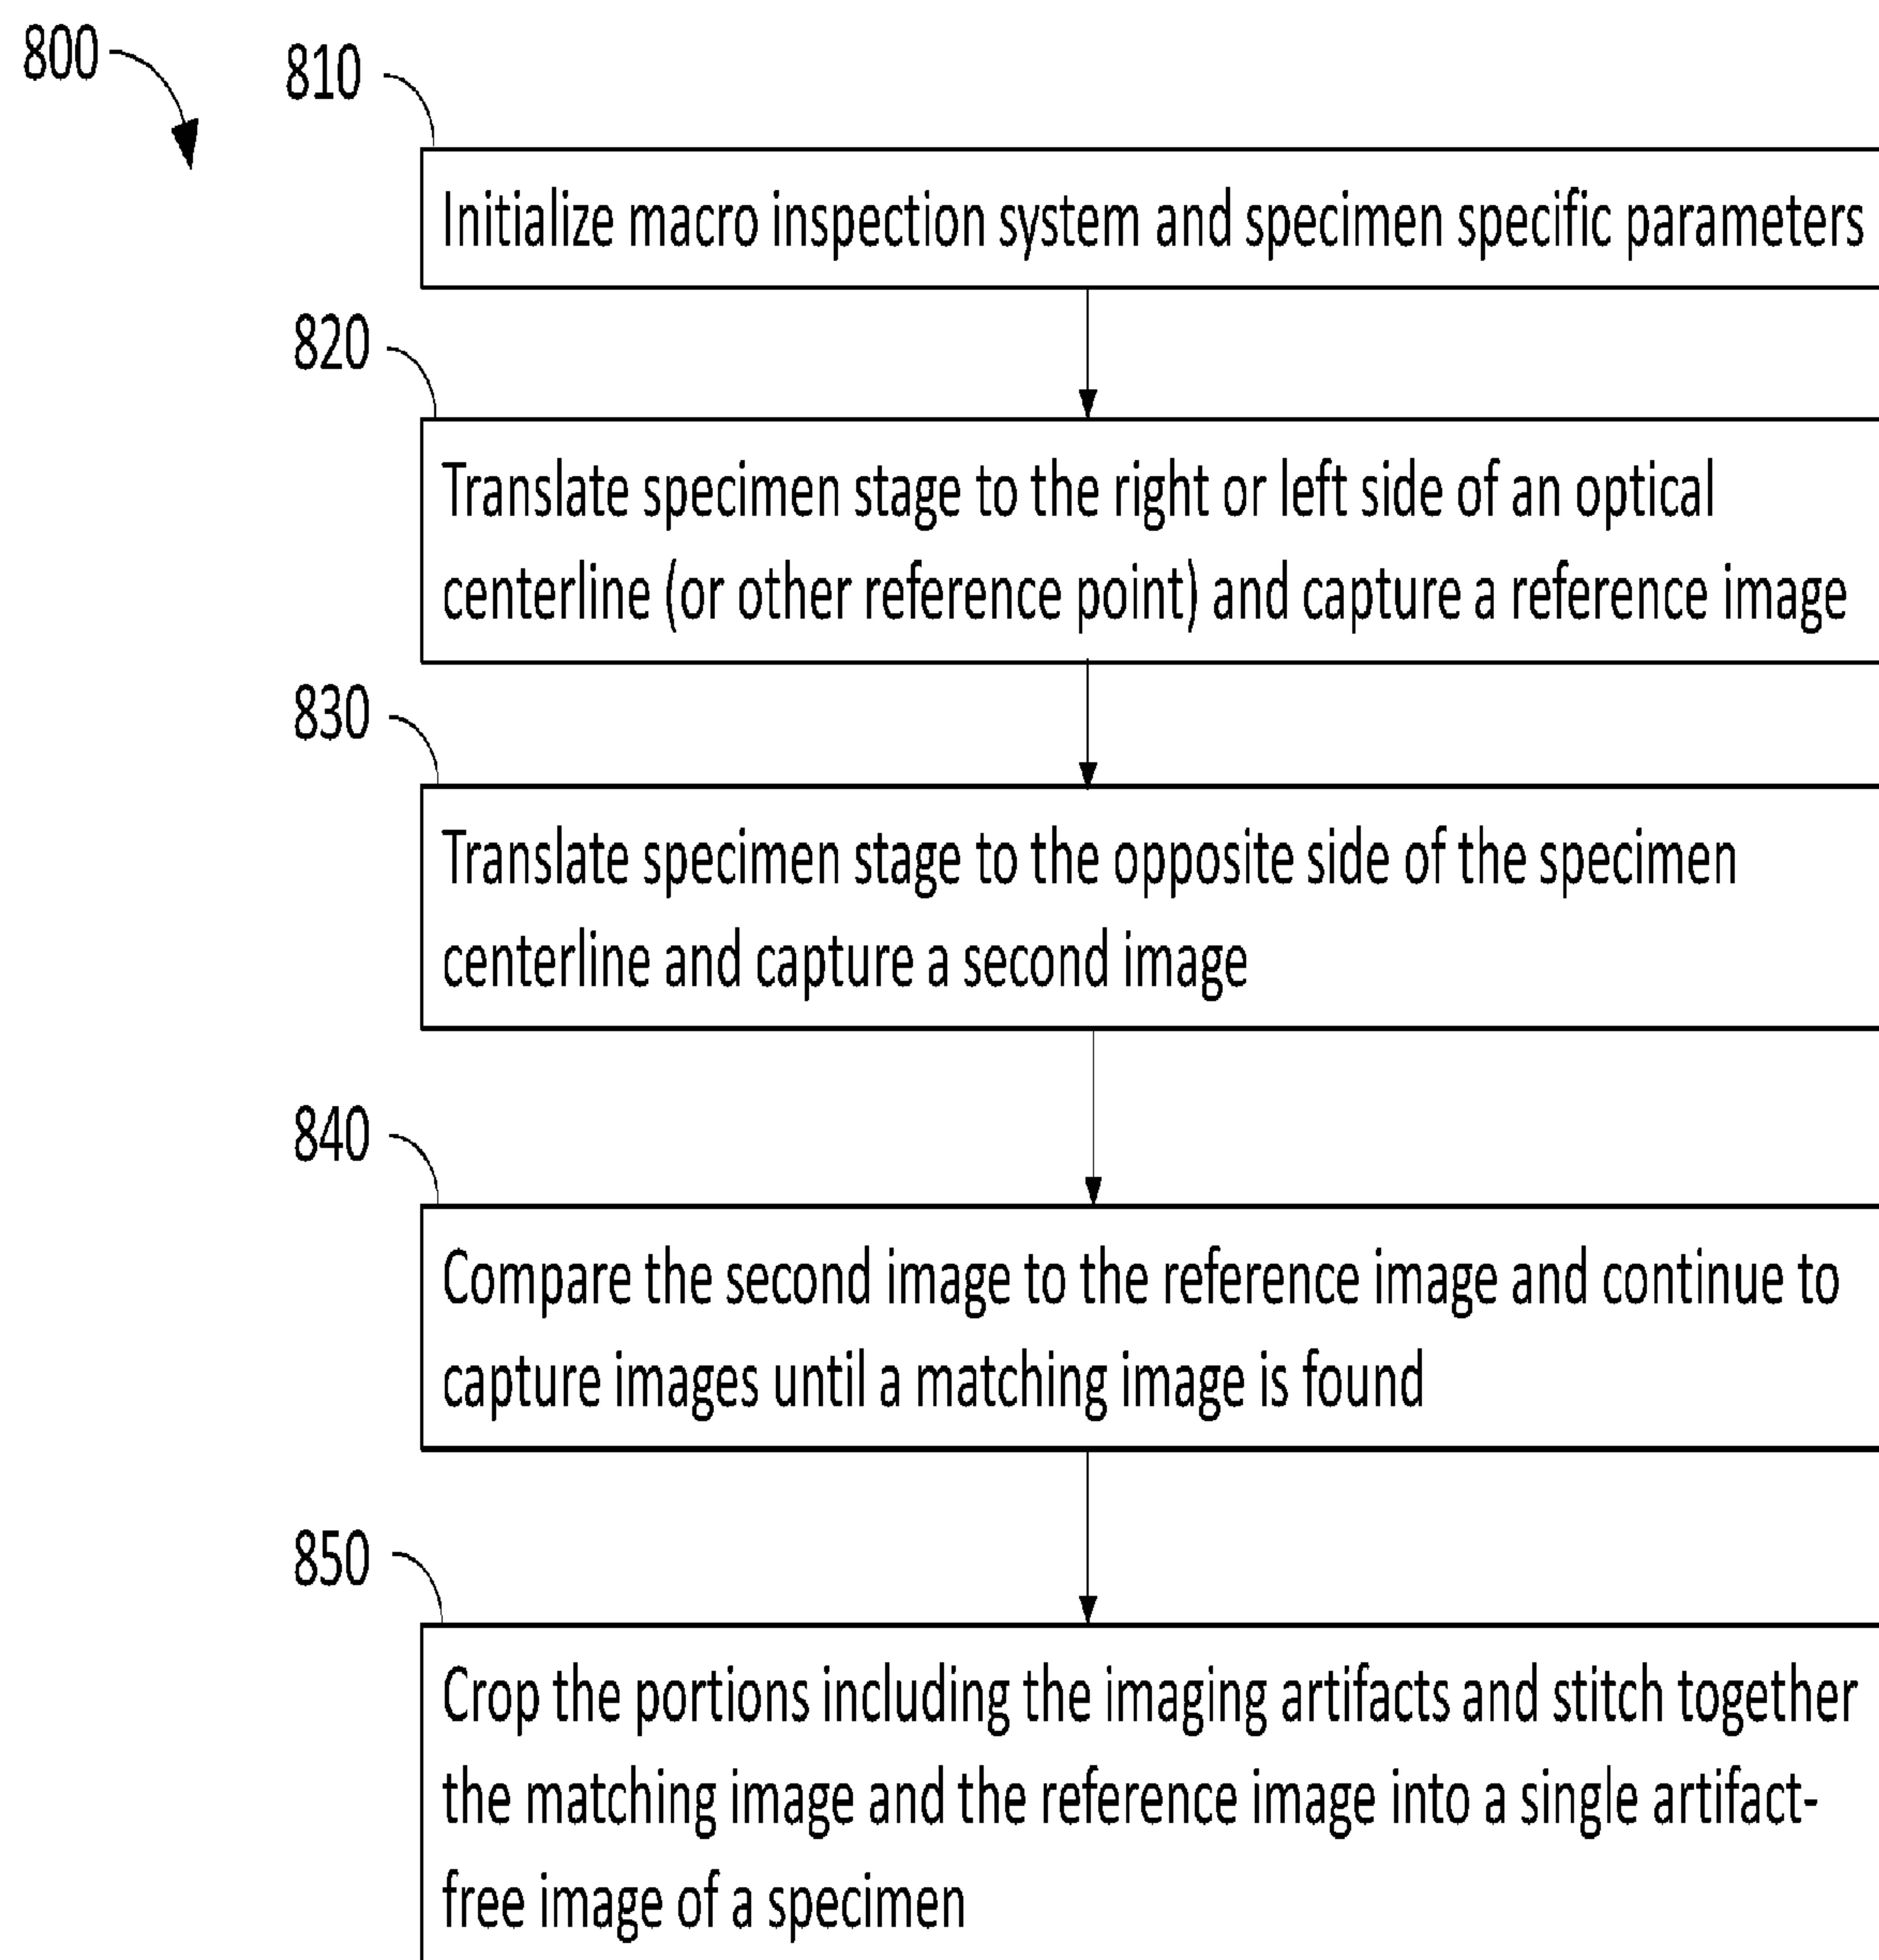 800
810
Initialize macro inspection system and specimen specific parameters
820
Translate specimen stage to the right or left side of an optical
centerline (or other reference point) and capture a reference image
830
Translate specimen stage to the opposite side of the specimen
centerline and capture a second image
840
Compare the second image to the reference image and continue to
capture images until a matching image is found
850
Crop the portions including the imaging artifacts and stitch together
the matching image and the reference image into a single artifact-
free image of a specimen